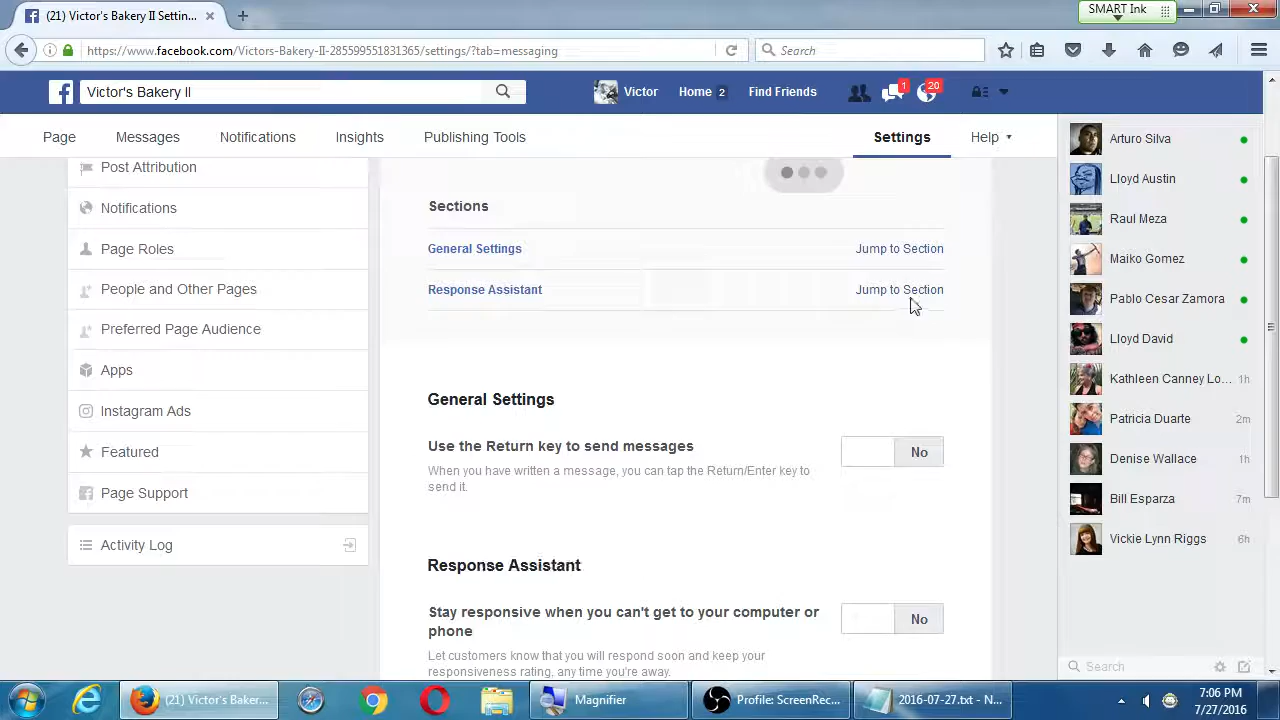 (21) Victor's Bakery II Settin...
SMART Ink
https://www.facebook.com/Victors-Bakery-II-285599551831365/settings/?tab=messaging
Search
Victor's Bakery II
Victor
Home 2
Find Friends
1
20
Page
Messages
Notifications
Insights
Publishing Tools
Settings
Help
Post Attribution
Notifications
Page Roles
People and Other Pages
Preferred Page Audience
Apps
Instagram Ads
Featured
Page Support
Activity Log
Sections
General Settings
Jump to Section
Response Assistant
Jump to Section
General Settings
Use the Return key to send messages
No
When you have written a message, you can tap the Return/Enter key to
send it.
Response Assistant
Stay responsive when you can't get to your computer or
phone
No
Let customers know that you will respond soon and keep your
responsiveness rating, any time you're away.
Arturo Silva
Lloyd Austin
Raul Meza
Maiko Gomez
Pablo Cesar Zamora
Lloyd David
Kathleen Canney Lo... 1h
Patricia Duarte 2m
Denise Wallace 1h
Bill Esparza 7m
Vickie Lynn Riggs 6h
Search
(21) Victor's Baker...
Magnifier
Profile: ScreenRec...
2016-07-27.txt - N...
7:06 PM
7/27/2016